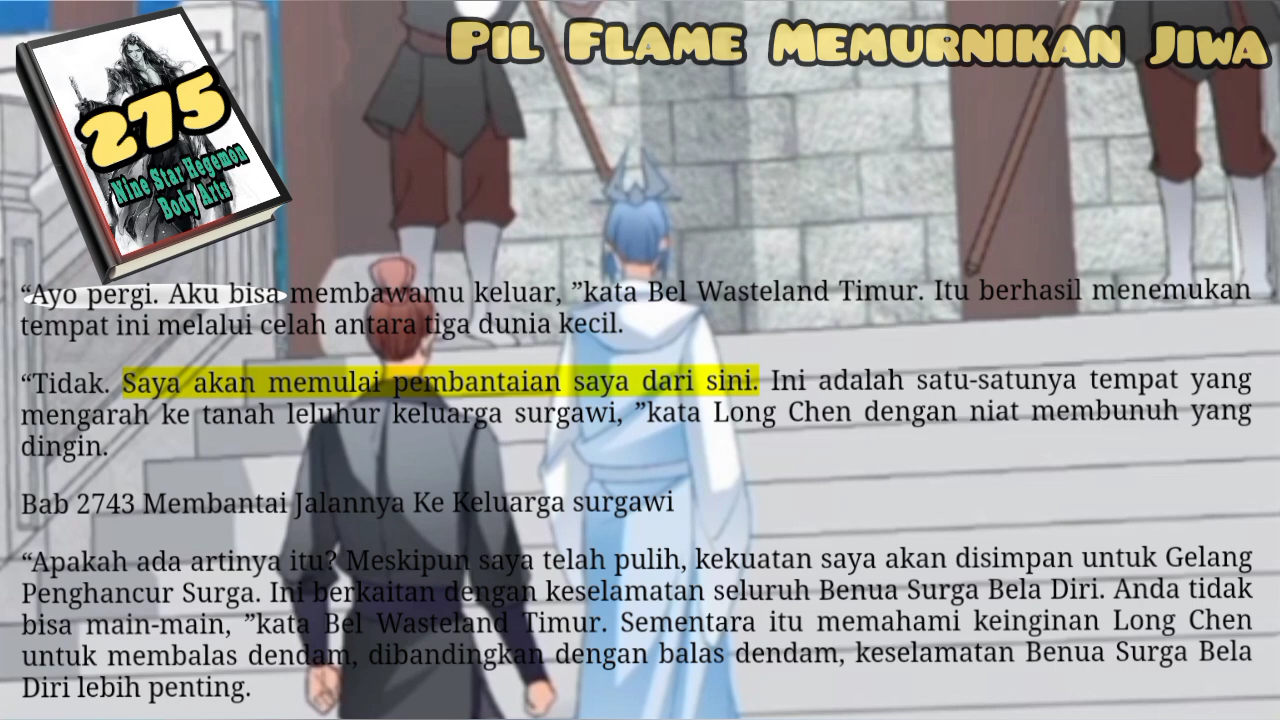 Pil Flame Memurnikan Jiwa
275
Nine Star Hegemon
Body Arts
“Ayo pergi. Aku bisa membawamu keluar, ”kata Bel Wasteland Timur. Itu berhasil menemukan
tempat ini melalui celah antara tiga dunia kecil.
“Tidak. Saya akan memulai pembantaian saya dari sini. Ini adalah satu-satunya tempat yang
mengarah ke tanah leluhur keluarga surgawi, ”kata Long Chen dengan niat membunuh yang
dingin.
Bab 2743 Membantai Jalannya Ke Keluarga surgawi
“Apakah ada artinya itu? Meskipun saya telah pulih, kekuatan saya akan disimpan untuk Gelang
Penghancur Surga. Ini berkaitan dengan keselamatan seluruh Benua Surga Bela Diri. Anda tidak
bisa main-main, ”kata Bel Wasteland Timur. Sementara itu memahami keinginan Long Chen
untuk membalas dendam, dibandingkan dengan balas dendam, keselamatan Benua Surga Bela
Diri lebih penting.